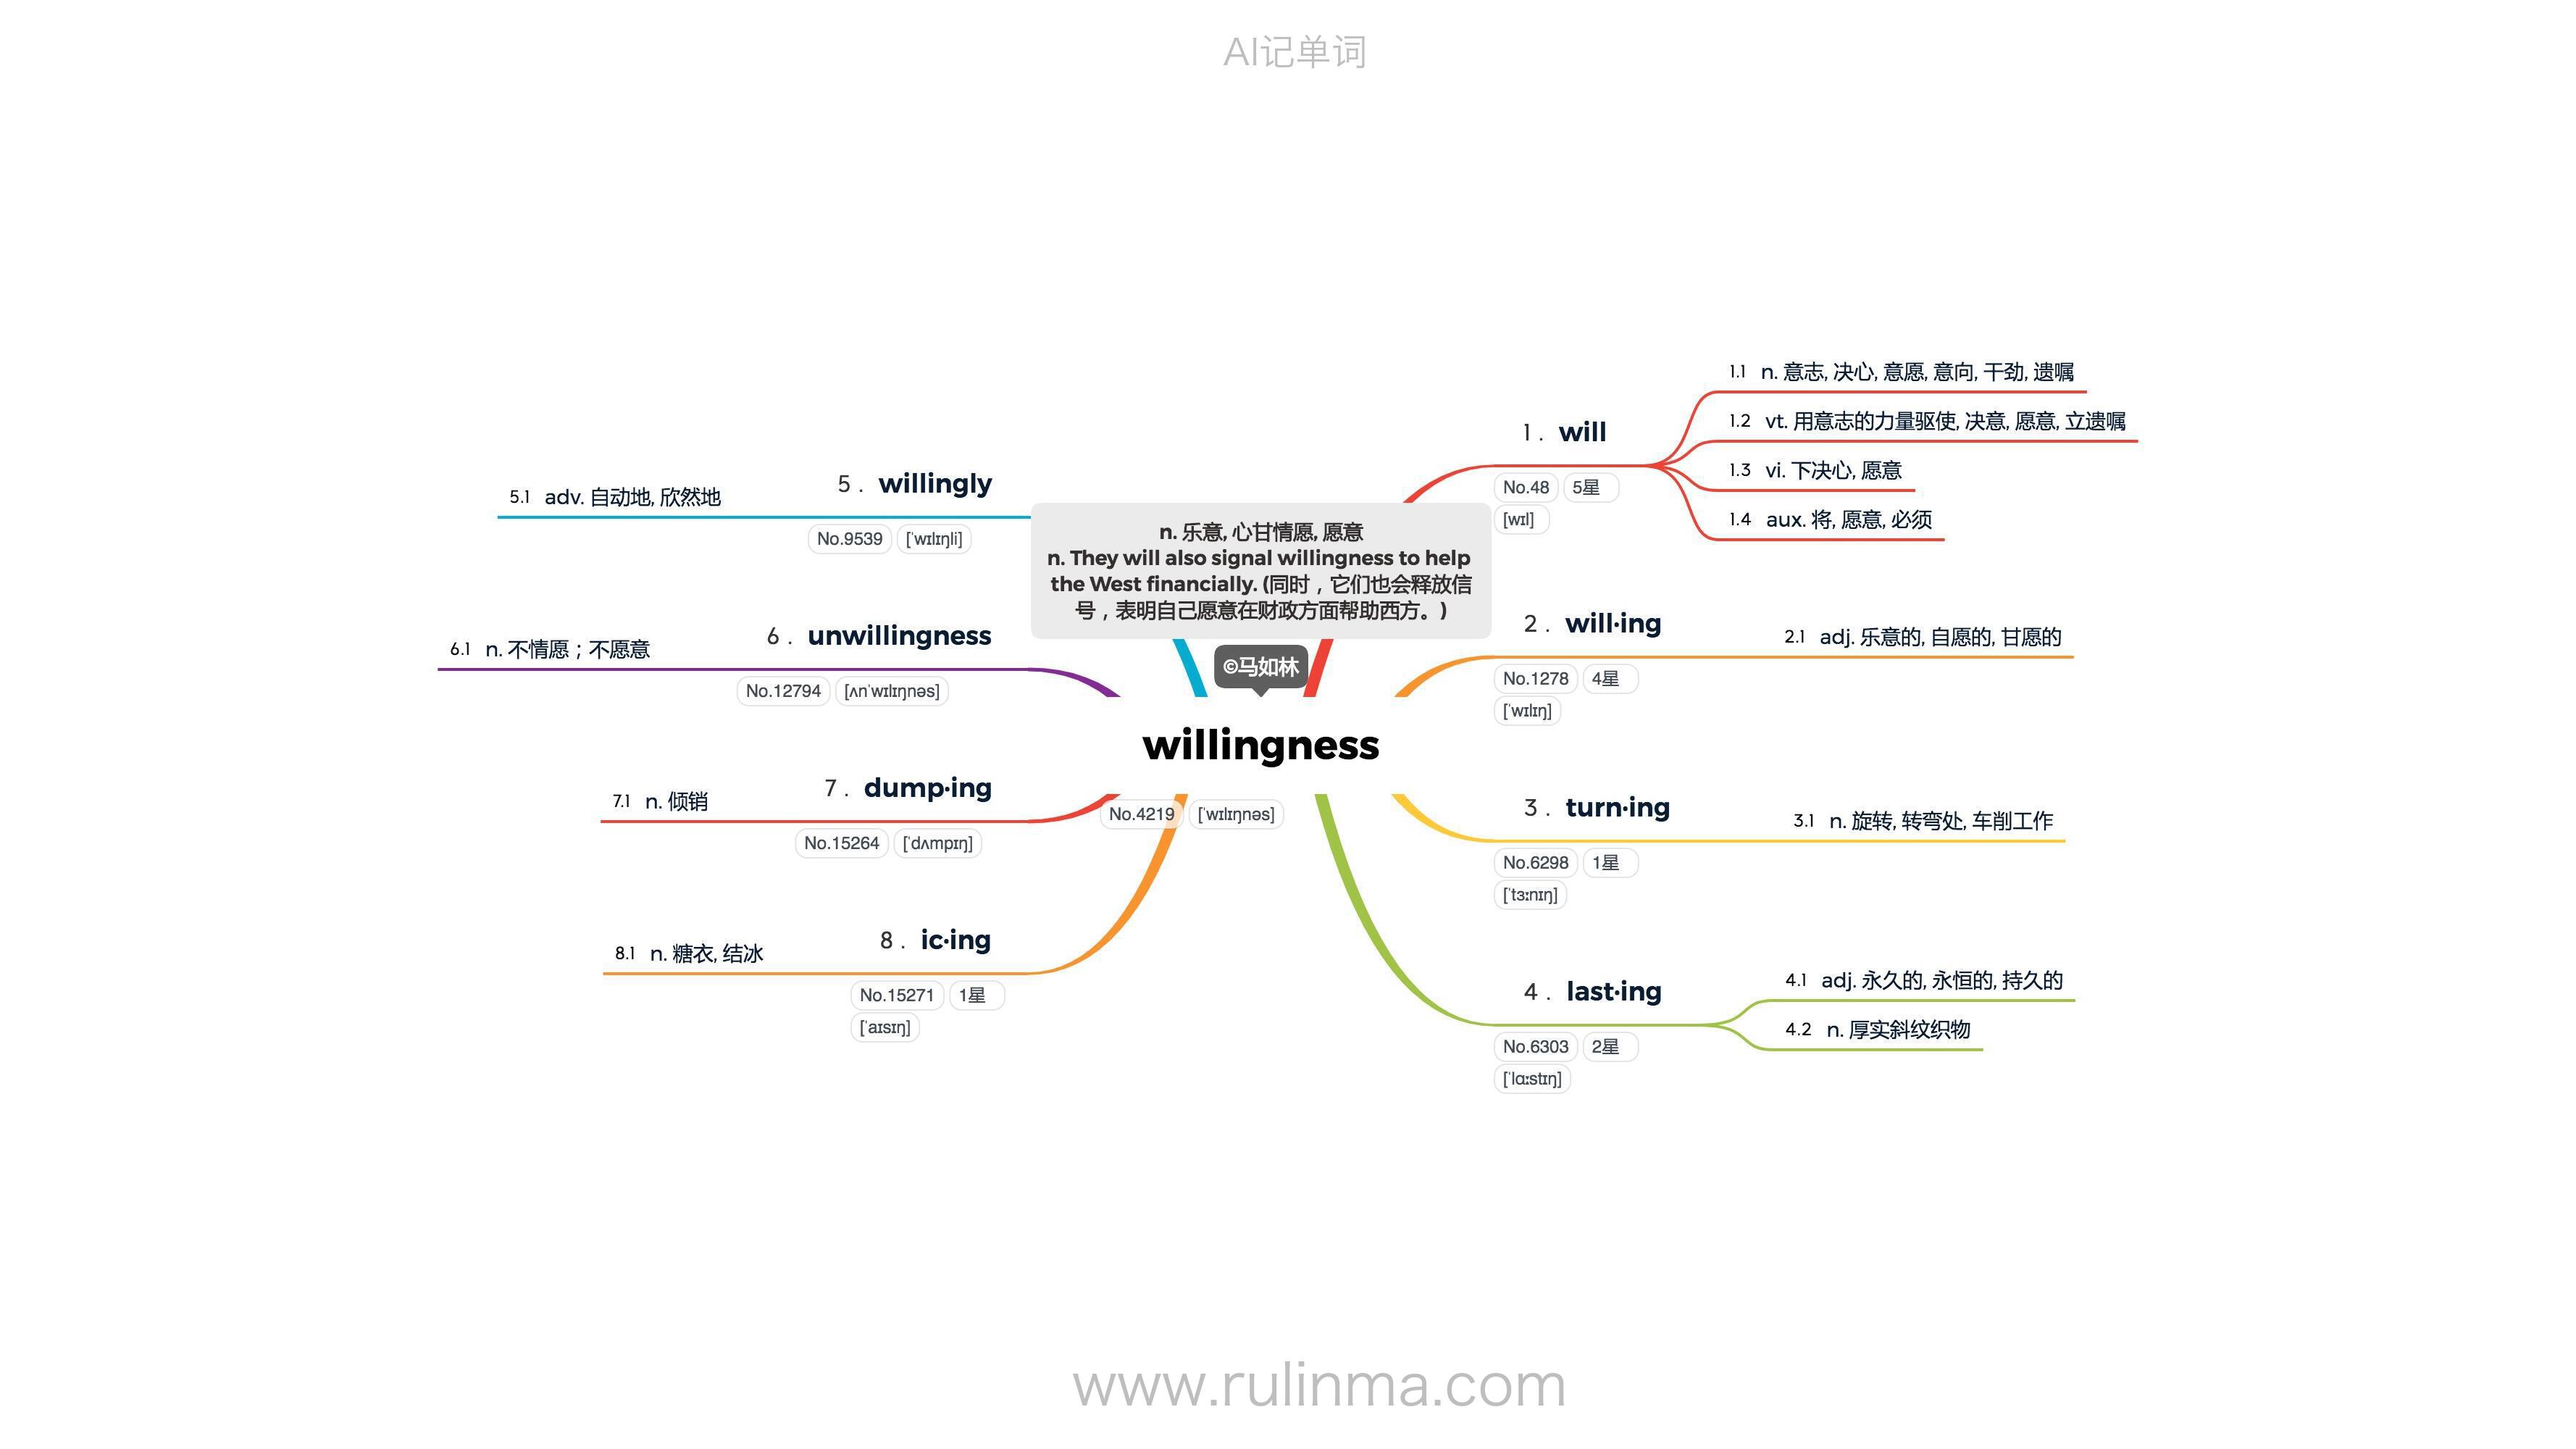 AI记单词
n. 乐意, 心甘情愿, 愿意
n. They will also signal willingness to help
the West financially. (同时，它们也会释放信
号，表明自己愿意在财政方面帮助西方。)
©马如林
willingness
No.4219 [ˈwɪlɪŋnəs]
1. will
No.48 5星
[wɪl]
1.1 n. 意志, 决心, 意愿, 意向, 干劲, 遗嘱
1.2 vt. 用意志的力量驱使, 决意, 愿意, 立遗嘱
1.3 vi. 下决心, 愿意
1.4 aux. 将, 愿意, 必须
2. will·ing
No.1278 4星
[ˈwɪlɪŋ]
2.1 adj. 乐意的, 自愿的, 甘愿的
3. turn·ing
No.6298 1星
[ˈtɜːnɪŋ]
3.1 n. 旋转, 转弯处, 车削工作
4. last·ing
No.6303 2星
[ˈlɑːstɪŋ]
4.1 adj. 永久的, 永恒的, 持久的
4.2 n. 厚实斜纹织物
5. willingly
No.9539 [ˈwɪlɪŋli]
5.1 adv. 自动地, 欣然地
6. unwillingness
No.12794 [ʌnˈwɪlɪŋnəs]
6.1 n. 不情愿；不愿意
7. dump·ing
No.15264 [ˈdʌmpɪŋ]
7.1 n. 倾销
8. ic·ing
No.15271 1星
[ˈaɪsɪŋ]
8.1 n. 糖衣, 结冰
www.rulinma.com